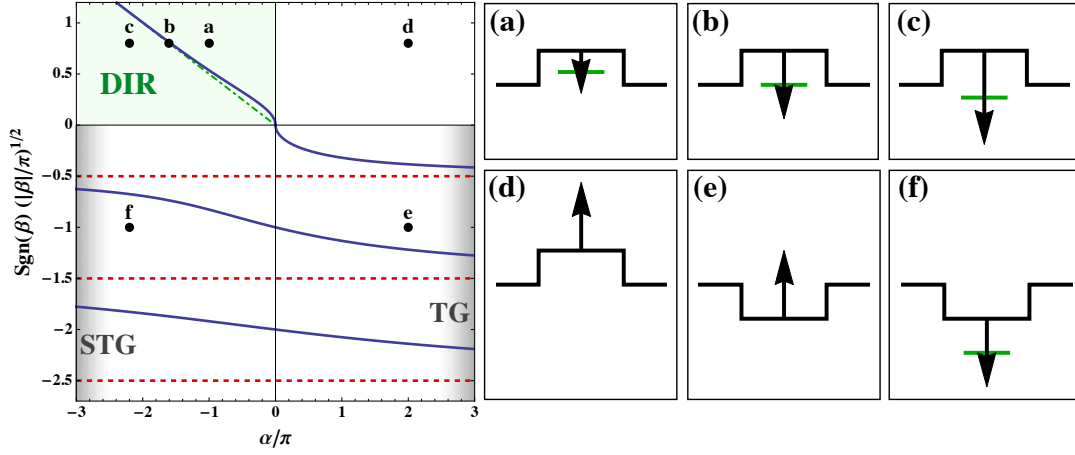 Sgn(β) (|β|/π)^{1/2}
1
0.5
0
−0.5
−1
−1.5
−2
−2.5
c b a d
DIR
f e
TG
STG
−3 −2 −1 0 1 2 3
α/π
(a) (b) (c)
(d) (e) (f)